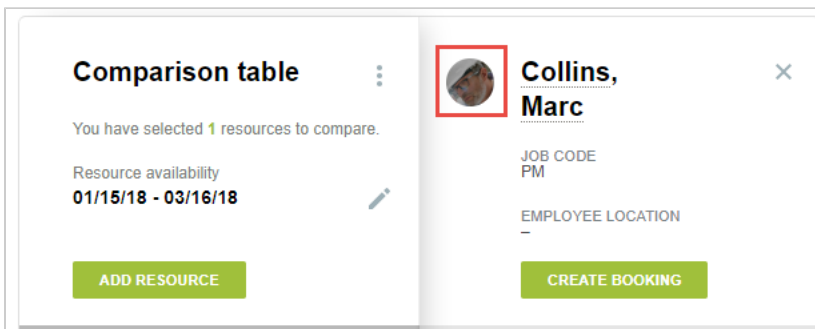 Comparison table
You have selected 1 resources to compare.
Resource availability
01/15/18 - 03/16/18
ADD RESOURCE
Collins,
Marc
JOB CODE
PM
EMPLOYEE LOCATION
–
CREATE BOOKING